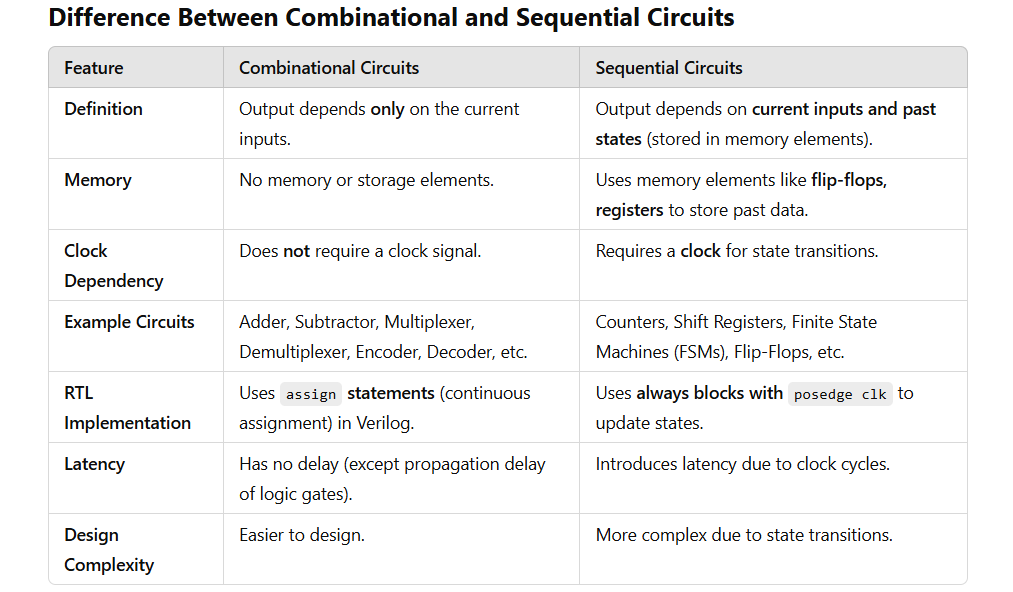 Difference Between Combinational and Sequential Circuits
Feature
Combinational Circuits
Sequential Circuits
Definition
Output depends only on the current
inputs.
Output depends on current inputs and past
states (stored in memory elements).
Memory
No memory or storage elements.
Uses memory elements like flip-flops,
registers to store past data.
Clock
Dependency
Does not require a clock signal.
Requires a clock for state transitions.
Example Circuits
Adder, Subtractor, Multiplexer,
Demultiplexer, Encoder, Decoder, etc.
Counters, Shift Registers, Finite State
Machines (FSMs), Flip-Flops, etc.
RTL
Implementation
Uses assign statements (continuous
assignment) in Verilog.
Uses always blocks with posedge clk to
update states.
Latency
Has no delay (except propagation delay
of logic gates).
Introduces latency due to clock cycles.
Design
Complexity
Easier to design.
More complex due to state transitions.